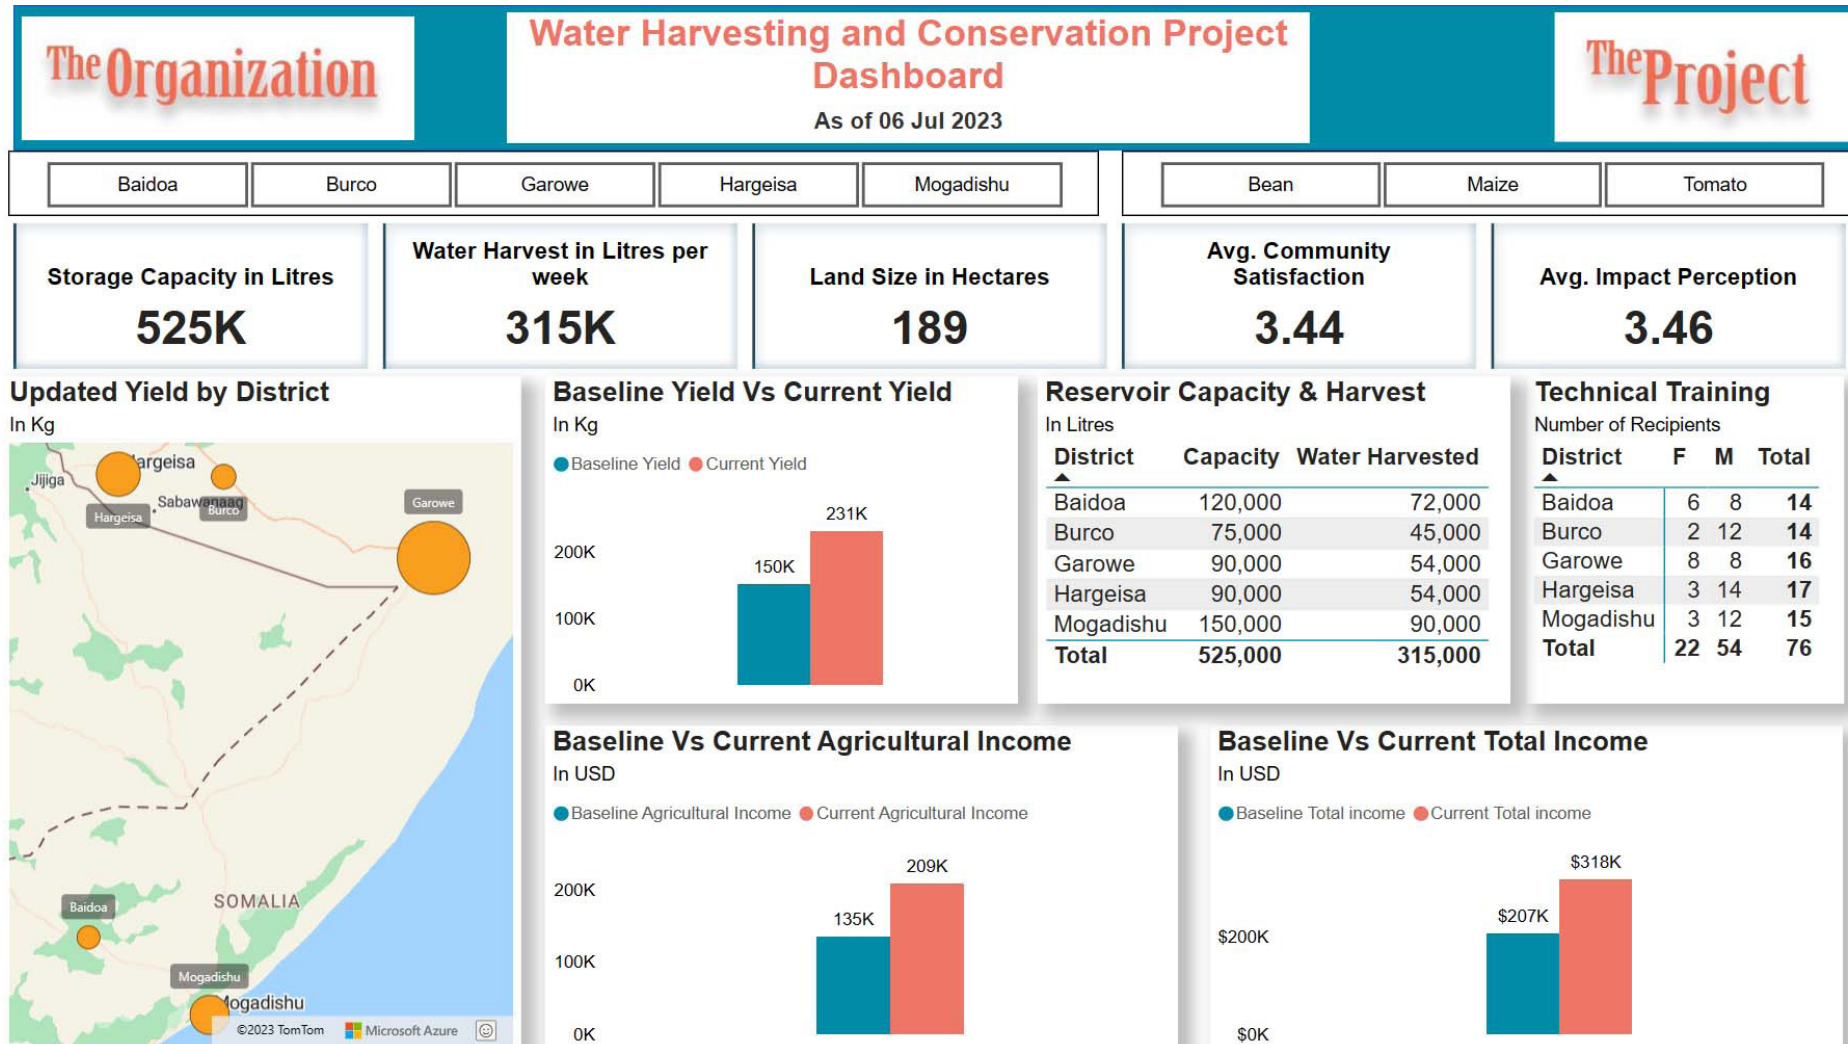 The Organization
Water Harvesting and Conservation Project
Dashboard
As of 06 Jul 2023
The Project
Baidoa
Burco
Garowe
Hargeisa
Mogadishu
Bean
Maize
Tomato
Storage Capacity in Litres
525K
Water Harvest in Litres per
week
315K
Land Size in Hectares
189
Avg. Community
Satisfaction
3.44
Avg. Impact Perception
3.46
Updated Yield by District
In Kg
argeisa
Jijiga
Sabawanaag
Hargeisa
Burco
Garowe
Baidoa
SOMALIA
Mogadishu
Mogadishu
©2023 TomTom Microsoft Azure
Baseline Yield Vs Current Yield
In Kg
Baseline Yield Current Yield
231K
200K
150K
100K
0K
Reservoir Capacity & Harvest
In Litres
District Capacity Water Harvested
Baidoa 120,000 72,000
Burco 75,000 45,000
Garowe 90,000 54,000
Hargeisa 90,000 54,000
Mogadishu 150,000 90,000
Total 525,000 315,000
Technical Training
Number of Recipients
District F M Total
Baidoa 6 8 14
Burco 2 12 14
Garowe 8 8 16
Hargeisa 3 14 17
Mogadishu 3 12 15
Total 22 54 76
Baseline Vs Current Agricultural Income
In USD
Baseline Agricultural Income Current Agricultural Income
209K
200K
135K
100K
0K
Baseline Vs Current Total Income
In USD
Baseline Total income Current Total income
$318K
$207K
$200K
$0K